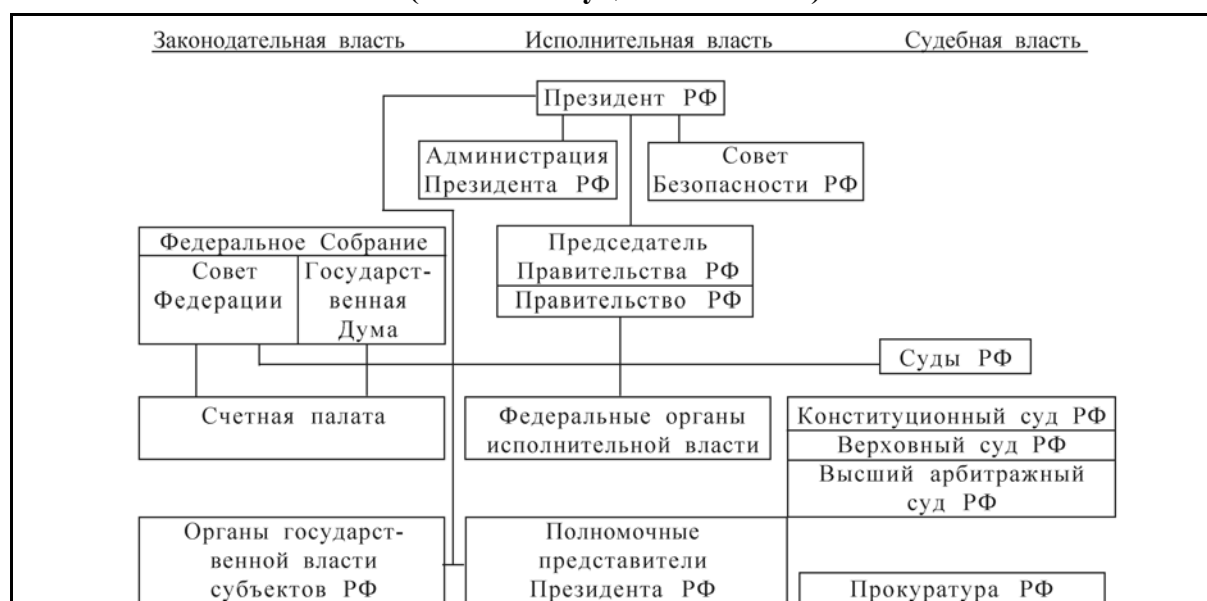 Законодательная власть
Исполнительная власть
Судебная власть
Президент РФ
Администрация
Президента РФ
Совет
Безопасности РФ
Федеральное Собрание
Совет
Федерации
Государст-
венная
Дума
Председатель
Правительства РФ
Правительство РФ
Суды РФ
Счетная палата
Федеральные органы
исполнительной власти
Конституционный суд РФ
Верховный суд РФ
Высший арбитражный
суд РФ
Органы государст-
венной власти
субъектов РФ
Полномочные
представители
Президента РФ
Прокуратура РФ